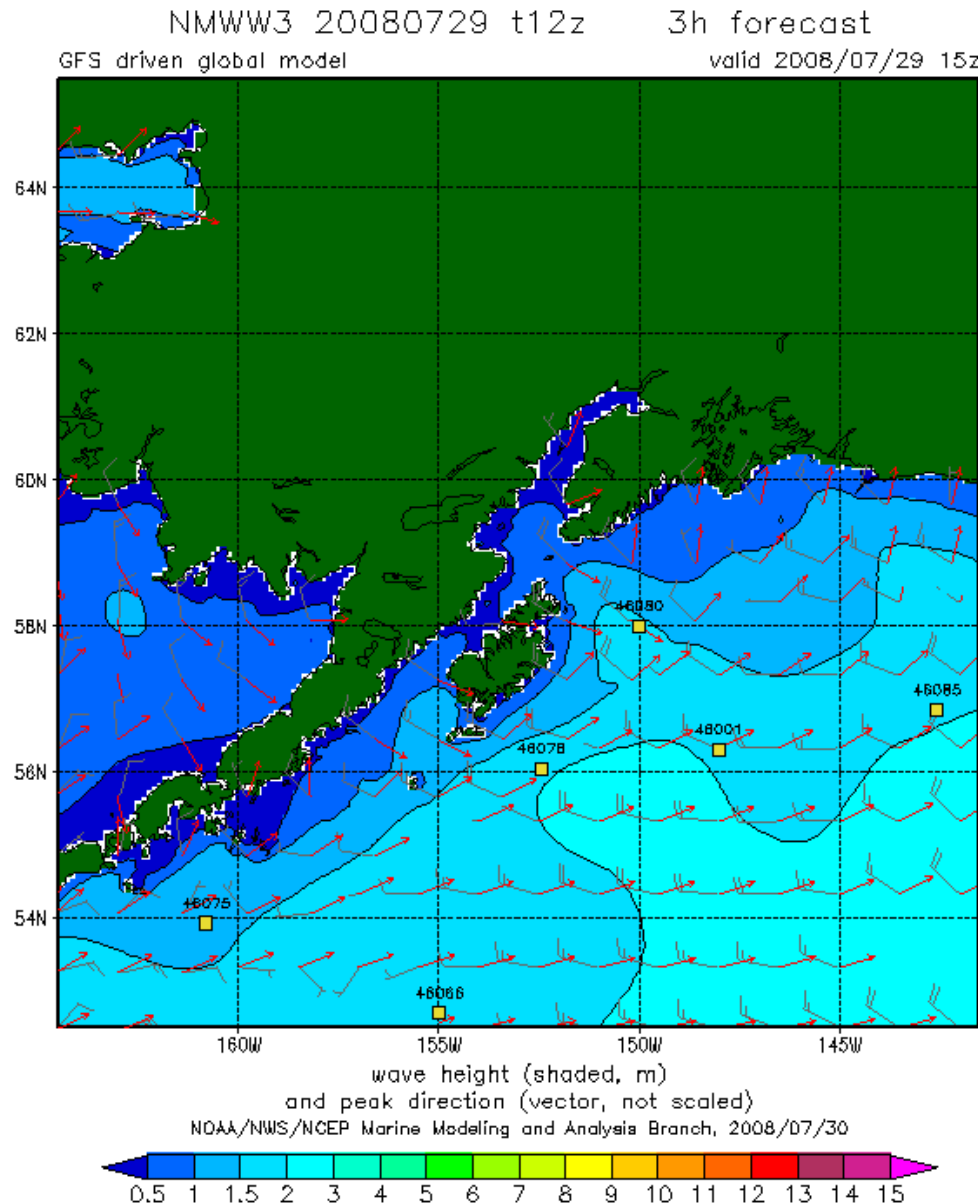 NMWW3 20080729 t12z 3h forecast
GFS driven global model valid 2008/07/29 15z
64N
62N
60N
58N
46080
46085
46001
46078
56N
46075
54N
46066
160W 155W 150W 145W
wave height (shaded, m)
and peak direction (vector, not scaled)
NOAA/NWS/NCEP Marine Modeling and Analysis Branch, 2008/07/30
0.5 1 1.5 2 3 4 5 6 7 8 9 10 11 12 13 14 15